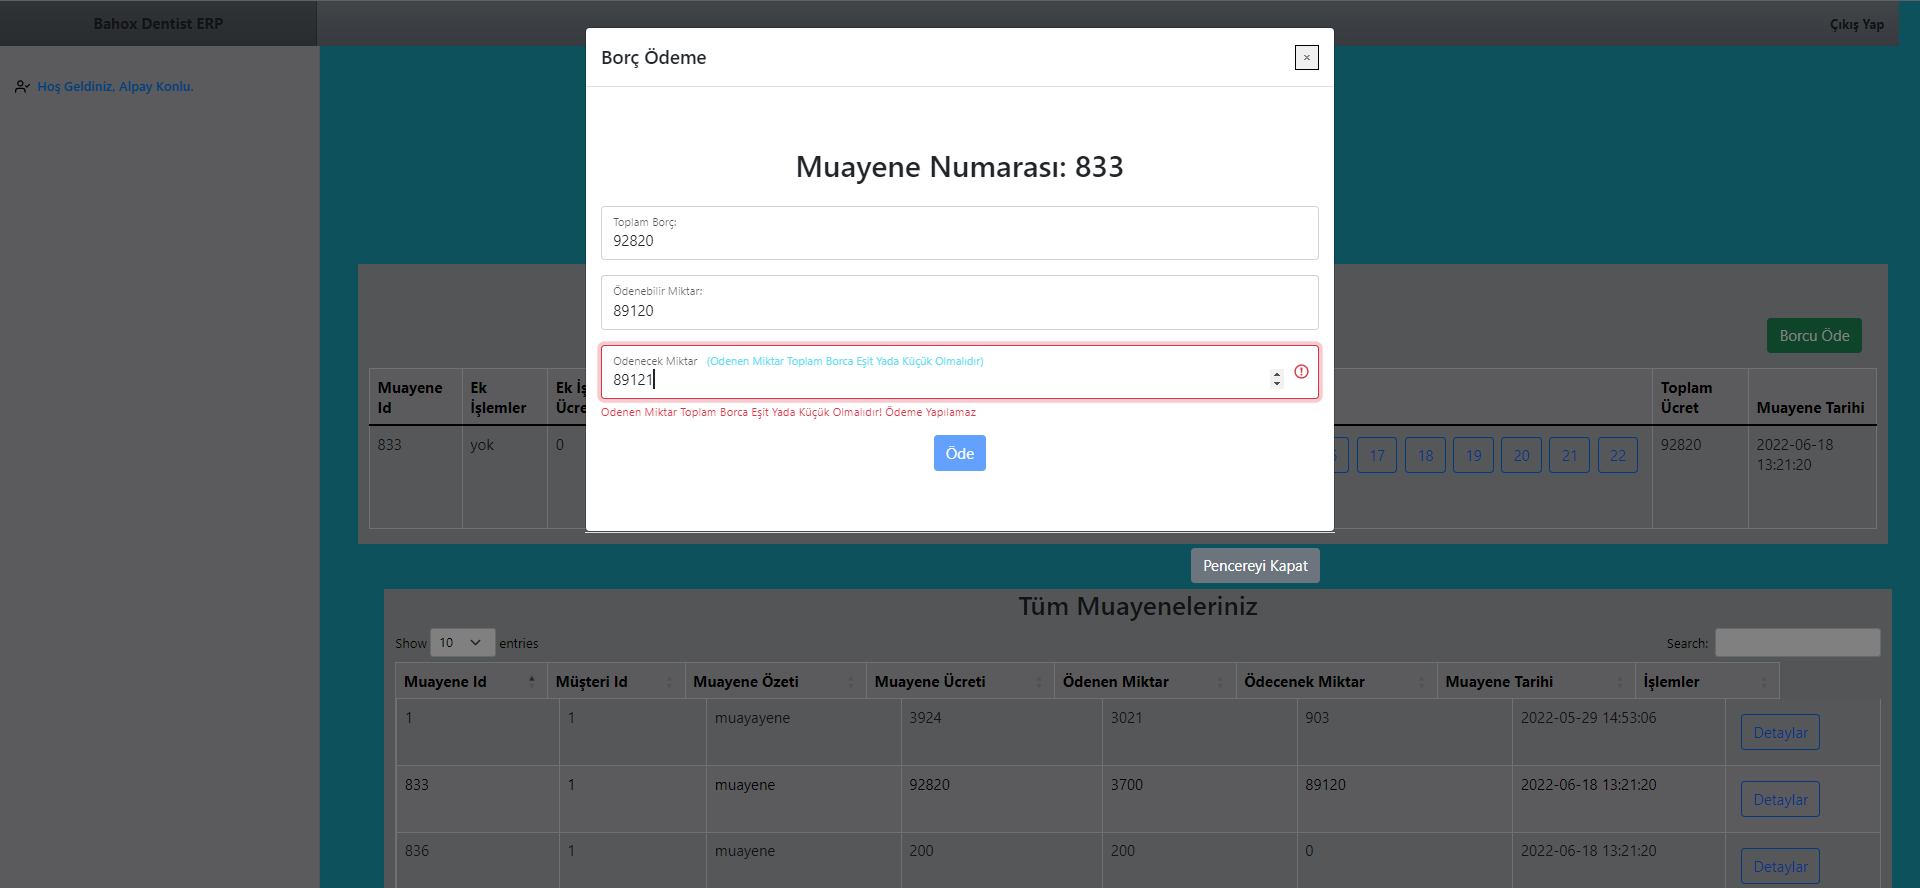 Bahox Dentist ERP
Çıkış Yap
Hoş Geldiniz, Alpay Konlu.
Borç Ödeme
×
Muayene Numarası: 833
Toplam Borç:
92820
Ödenebilir Miktar:
89120
Odenecek Miktar (Odenen Miktar Toplam Borca Eşit Yada Küçük Olmalıdır)
89121
Odenen Miktar Toplam Borca Eşit Yada Küçük Olmalıdır! Ödeme Yapılamaz
Öde
Borcu Öde
Muayene Id
Ek İşlemler
Ek
Toplam Ücret
Muayene Tarihi
833 yok 0 17 18 19 20 21 22 92820 2022-06-18 13:21:20
Pencereyi Kapat
Tüm Muayeneleriniz
Show 10 entries
Search:
Muayene Id Müşteri Id Muayene Özeti Muayene Ücreti Ödenen Miktar Ödecenek Miktar Muayene Tarihi İşlemler
1 1 muayayene 3924 3021 903 2022-05-29 14:53:06 Detaylar
833 1 muayene 92820 3700 89120 2022-06-18 13:21:20 Detaylar
836 1 muayene 200 200 0 2022-06-18 13:21:20 Detaylar